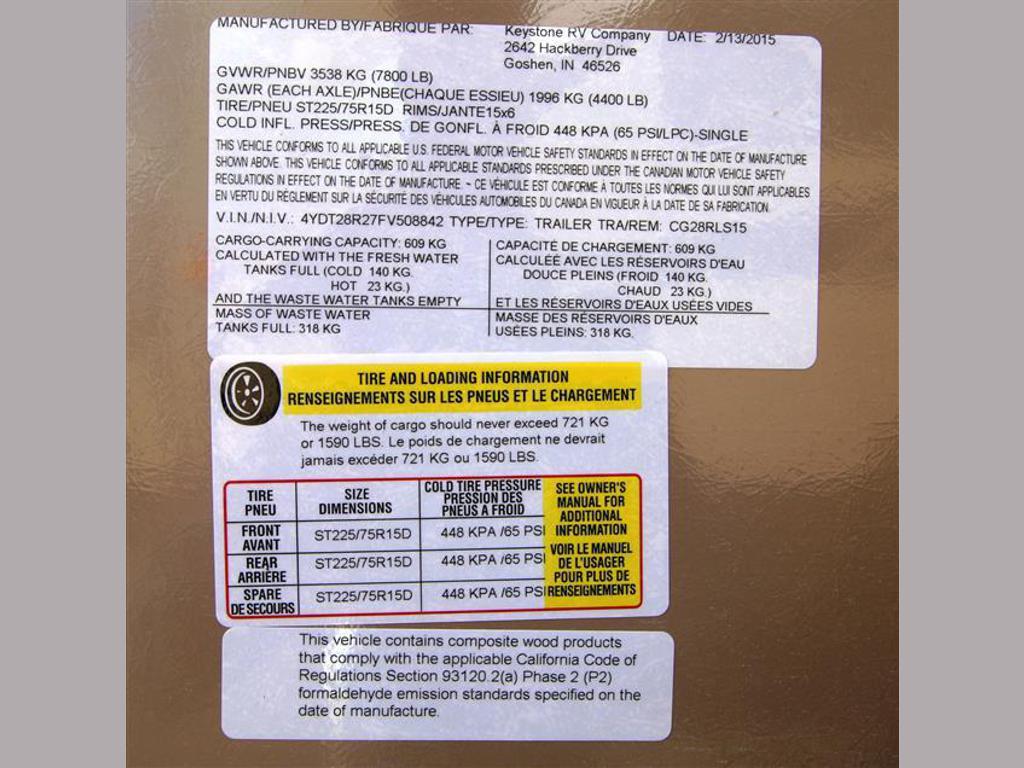 MANUFACTURED BY/FABRIQUE PAR: Keystone RV Company DATE: 2/13/2015
2642 Hackberry Drive
Goshen, IN 46526
GVWR/PNBV 3538 KG (7800 LB)
GAWR (EACH AXLE)/PNBE(CHAQUE ESSIEU) 1996 KG (4400 LB)
TIRE/PNEU ST225/75R15D RIMS/JANTE15x6
COLD INFL. PRESS/PRESS. DE GONFL. À FROID 448 KPA (65 PSI/LPC)-SINGLE
THIS VEHICLE CONFORMS TO ALL APPLICABLE U.S. FEDERAL MOTOR VEHICLE SAFETY STANDARDS IN EFFECT ON THE DATE OF MANUFACTURE
SHOWN ABOVE. THIS VEHICLE CONFORMS TO ALL APPLICABLE STANDARDS PRESCRIBED UNDER THE CANADIAN MOTOR VEHICLE SAFETY
REGULATIONS IN EFFECT ON THE DATE OF MANUFACTURE. ~ CE VÉHICULE EST CONFORME À TOUTES LES NORMES QUI LUI SONT APPLICABLES
EN VERTU DU RÈGLEMENT SUR LA SÉCURITÉ DES VÉHICULES AUTOMOBILES DU CANADA EN VIGUEUR À LA DATE DE SA FABRICATION.
V.I.N./N.I.V.: 4YDT28R27FV508842 TYPE/TYPE: TRAILER TRA/REM: CG28RLS15
CARGO-CARRYING CAPACITY: 609 KG
CALCULATED WITH THE FRESH WATER
TANKS FULL (COLD 140 KG.
HOT 23 KG.)
AND THE WASTE WATER TANKS EMPTY
MASS OF WASTE WATER
TANKS FULL: 318 KG
CAPACITÉ DE CHARGEMENT: 609 KG
CALCULÉE AVEC LES RÉSERVOIRS D'EAU
DOUCE PLEINS (FROID 140 KG.
CHAUD 23 KG.)
ET LES RÉSERVOIRS D'EAUX USÉES VIDES
MASSE DES RÉSERVOIRS D'EAUX
USÉES PLEINS: 318 KG.
TIRE AND LOADING INFORMATION
RENSEIGNEMENTS SUR LES PNEUS ET LE CHARGEMENT
The weight of cargo should never exceed 721 KG
or 1590 LBS. Le poids de chargement ne devrait
jamais excéder 721 KG ou 1590 LBS.
TIRE
PNEU
SIZE
DIMENSIONS
COLD TIRE PRESSURE
PRESSION DES
PNEUS A FROID
FRONT
AVANT
ST225/75R15D
448 KPA /65 PSI
REAR
ARRIÈRE
ST225/75R15D
448 KPA /65 PSI
SPARE
DE SECOURS
ST225/75R15D
448 KPA /65 PSI
SEE OWNER'S
MANUAL FOR
ADDITIONAL
INFORMATION
VOIR LE MANUEL
DE L'USAGER
POUR PLUS DE
RENSEIGNEMENTS
This vehicle contains composite wood products
that comply with the applicable California Code of
Regulations Section 93120.2(a) Phase 2 (P2)
formaldehyde emission standards specified on the
date of manufacture.